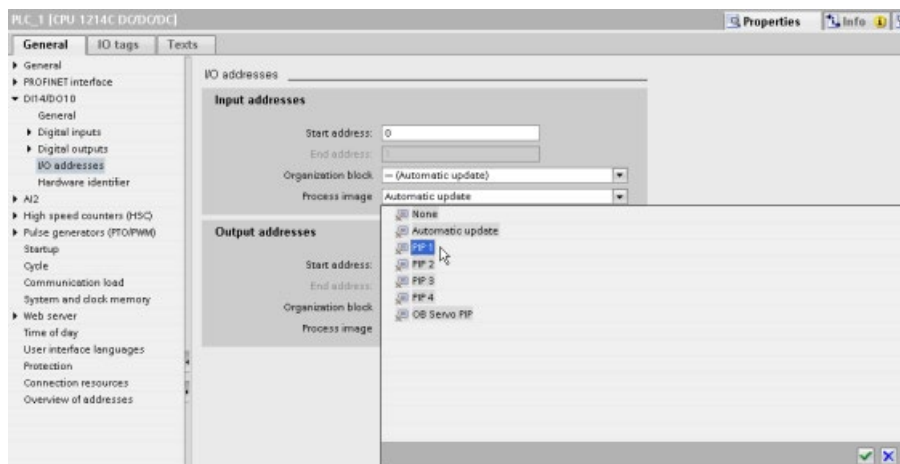 PLC_1 [CPU 1214C DC/DC/DC]
Properties
Info
General
IO tags
Texts
General
PROFINET interface
DI14/DO10
General
Digital inputs
Digital outputs
I/O addresses
Hardware identifier
AI2
High speed counters (HSC)
Pulse generators (PTO/PWM)
Startup
Cycle
Communication load
System and clock memory
Web server
Time of day
User interface languages
Protection
Connection resources
Overview of addresses
I/O addresses
Input addresses
Start address: 0
End address: 1
Organization block — (Automatic update)
Process image Automatic update
None
Automatic update
PIP 1
PIP 2
PIP 3
PIP 4
OB Servo PIP
Output addresses
Start address:
End address:
Organization block
Process image